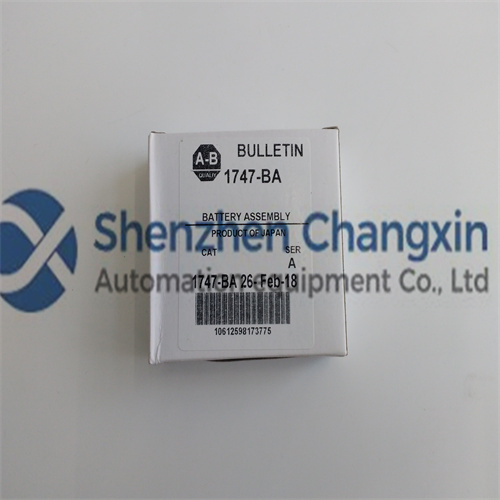 A-B
QUALITY
BULLETIN
1747-BA
BATTERY ASSEMBLY
PRODUCT OF JAPAN
CAT
SER
A
1747-BA 26-Feb-18
10612598173775
Shenzhen Changxin
Automation Equipment Co., Ltd